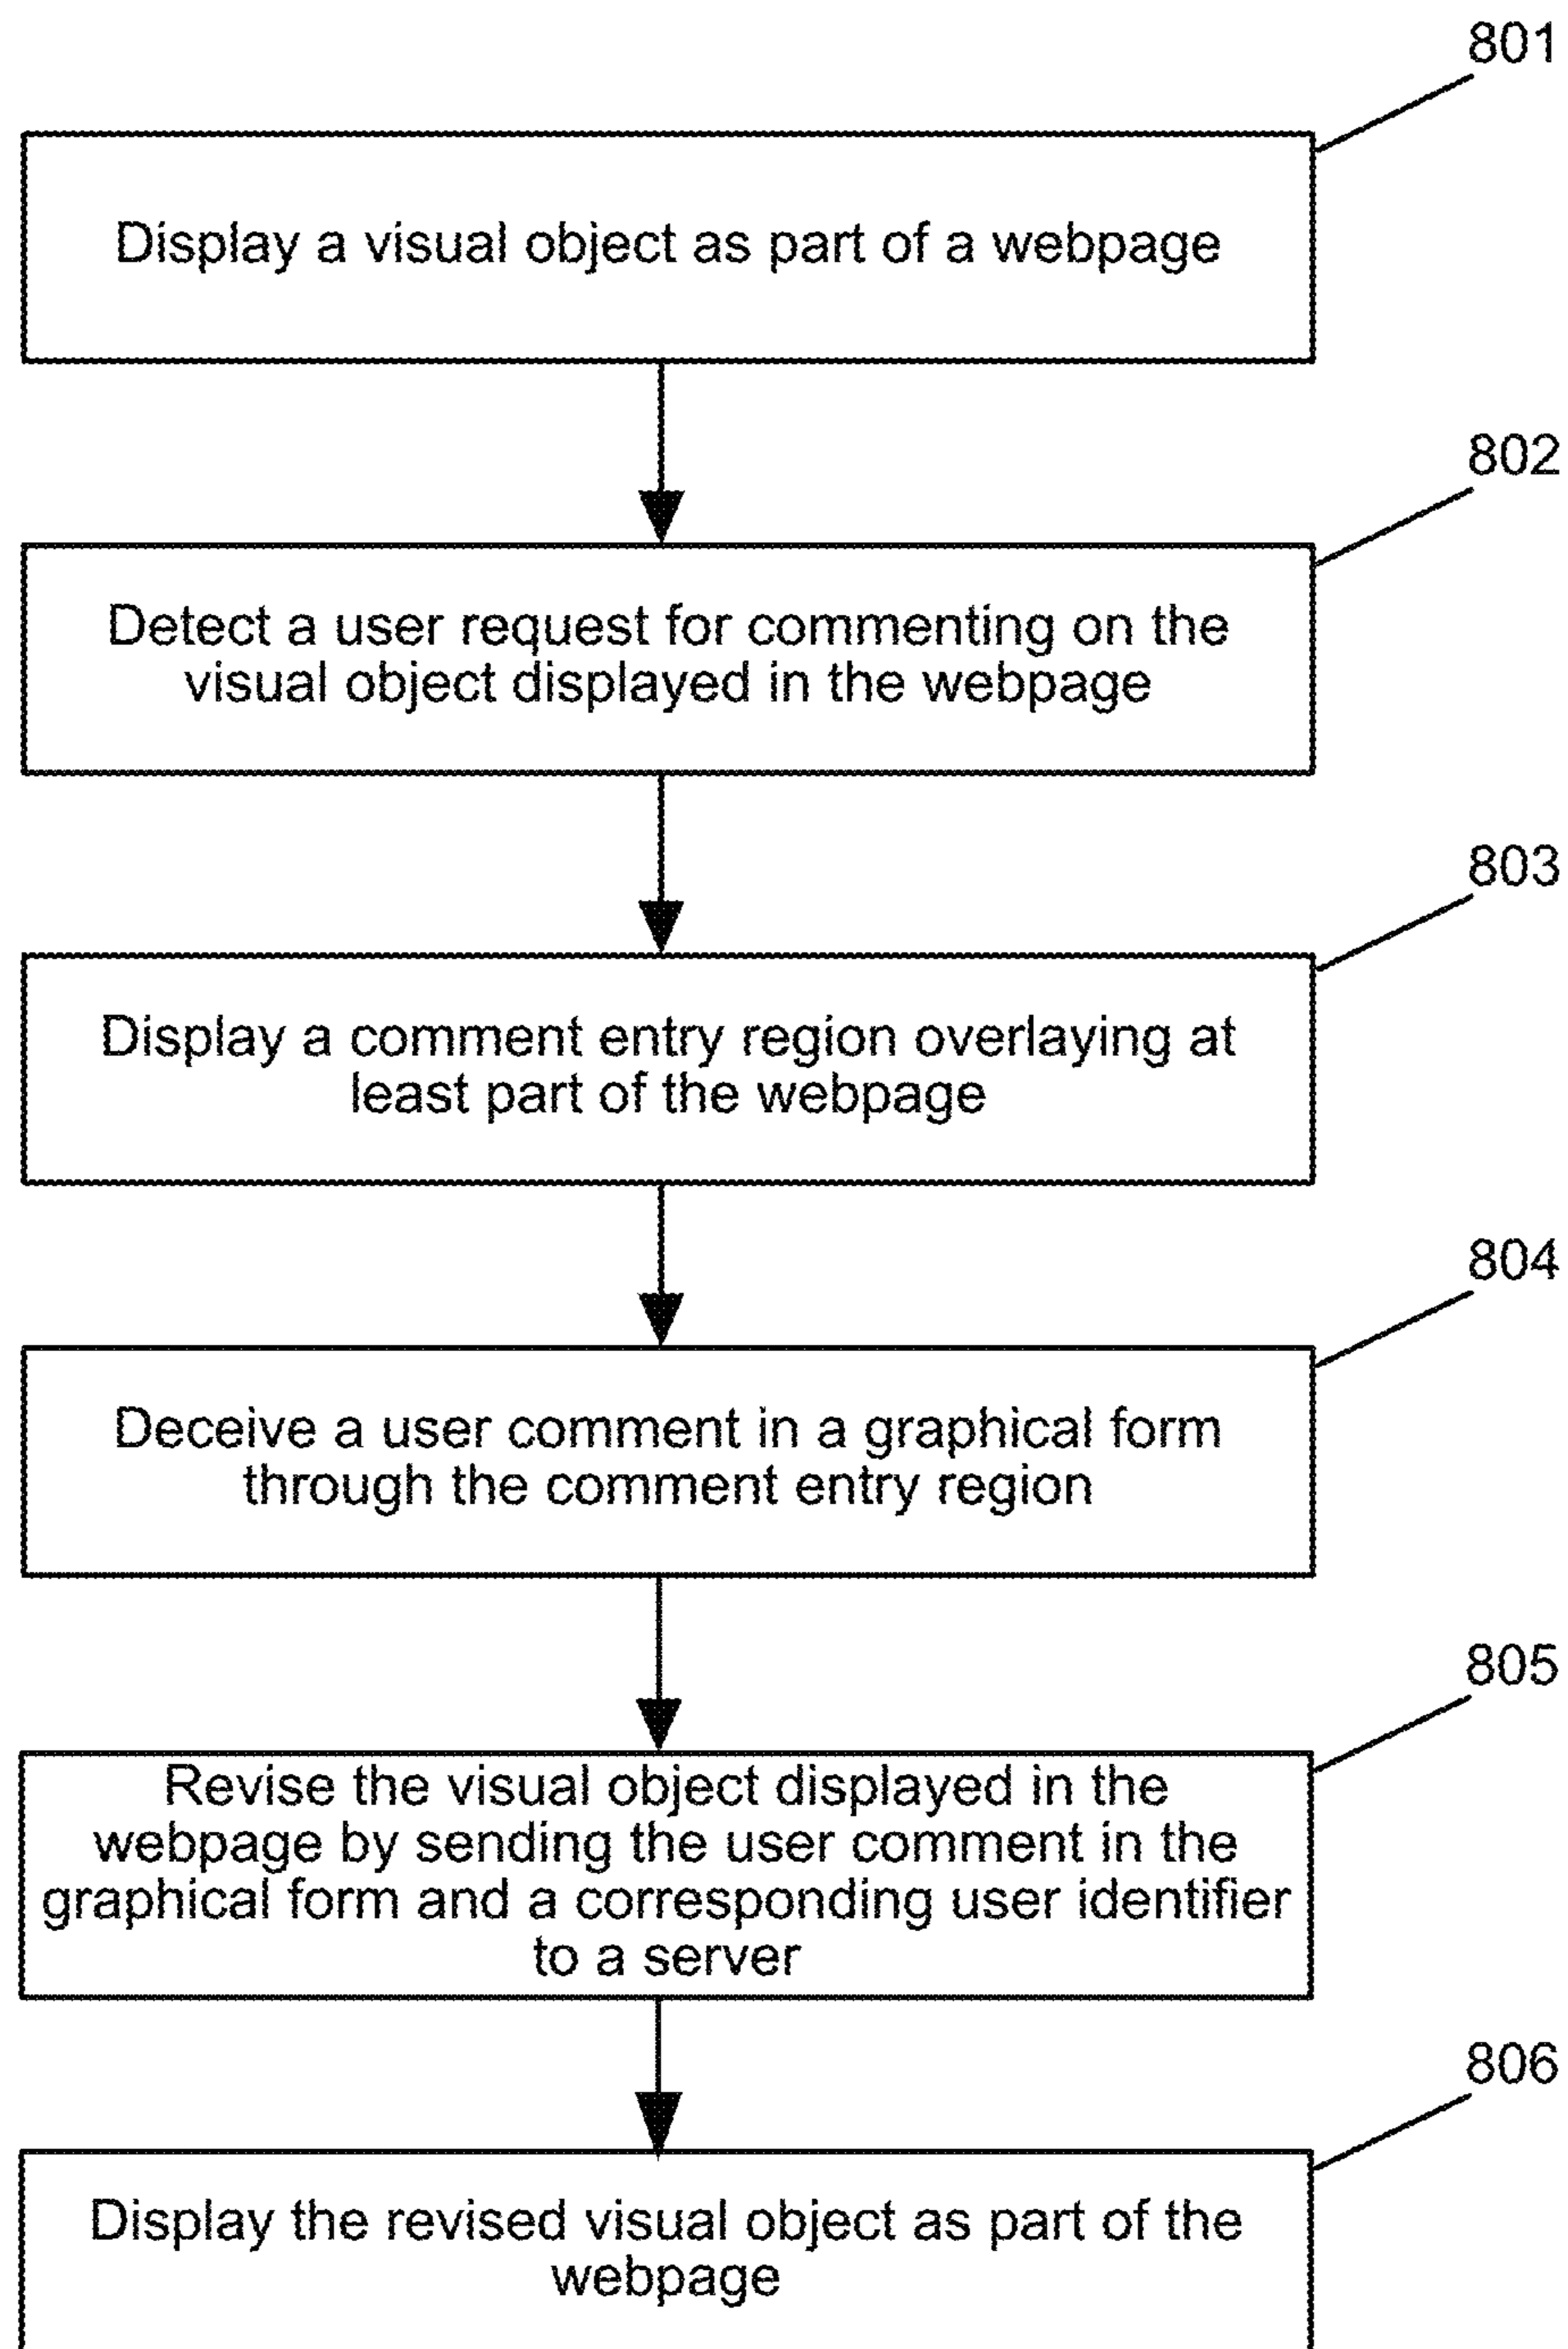 801
Display a visual object as part of a webpage
802
Detect a user request for commenting on the
visual object displayed in the webpage
803
Display a comment entry region overlaying at
least part of the webpage
804
Deceive a user comment in a graphical form
through the comment entry region
805
Revise the visual object displayed in the
webpage by sending the user comment in the
graphical form and a corresponding user identifier
to a server
806
Display the revised visual object as part of the
webpage